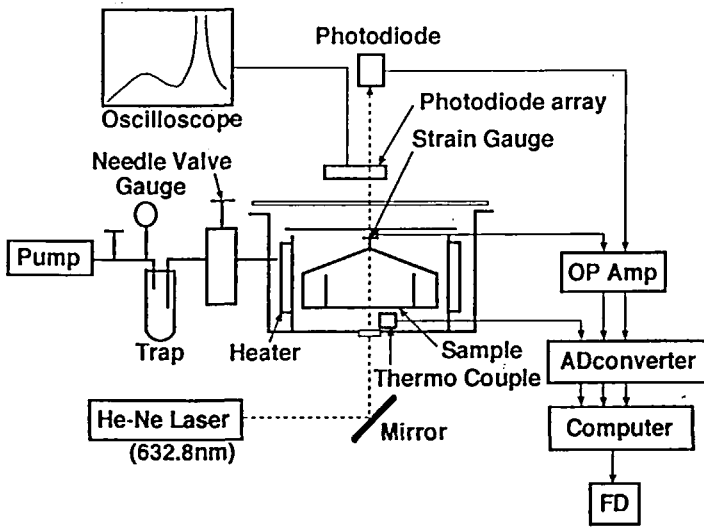 Photodiode
Oscilloscope
Photodiode array
Strain Gauge
Needle Valve
Gauge
Pump
OP Amp
Trap
Heater
Sample
Thermo Couple
ADconverter
He-Ne Laser
(632.8nm)
Mirror
Computer
FD